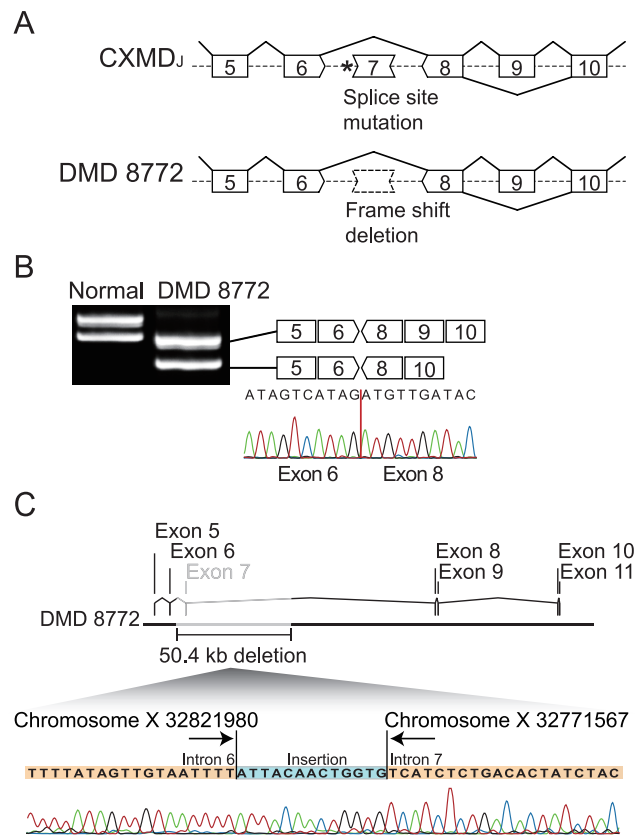 A
CXMDJ
5 6 * 7 8 9 10
Splice site
mutation
DMD 8772
5 6 8 9 10
Frame shift
deletion
B
Normal DMD 8772
5 6 8 9 10
5 6 8 10
ATAGTCATAGATGTTGATAC
Exon 6 Exon 8
C
Exon 5
Exon 6
Exon 7
Exon 8
Exon 9
Exon 10
Exon 11
DMD 8772
50.4 kb deletion
Chromosome X 32821980 Chromosome X 32771567
Intron 6 Insertion Intron 7
TTTTATAGTTGTAATTTTATTACAACTGGTGTCATCTCTGACACTATCTAC